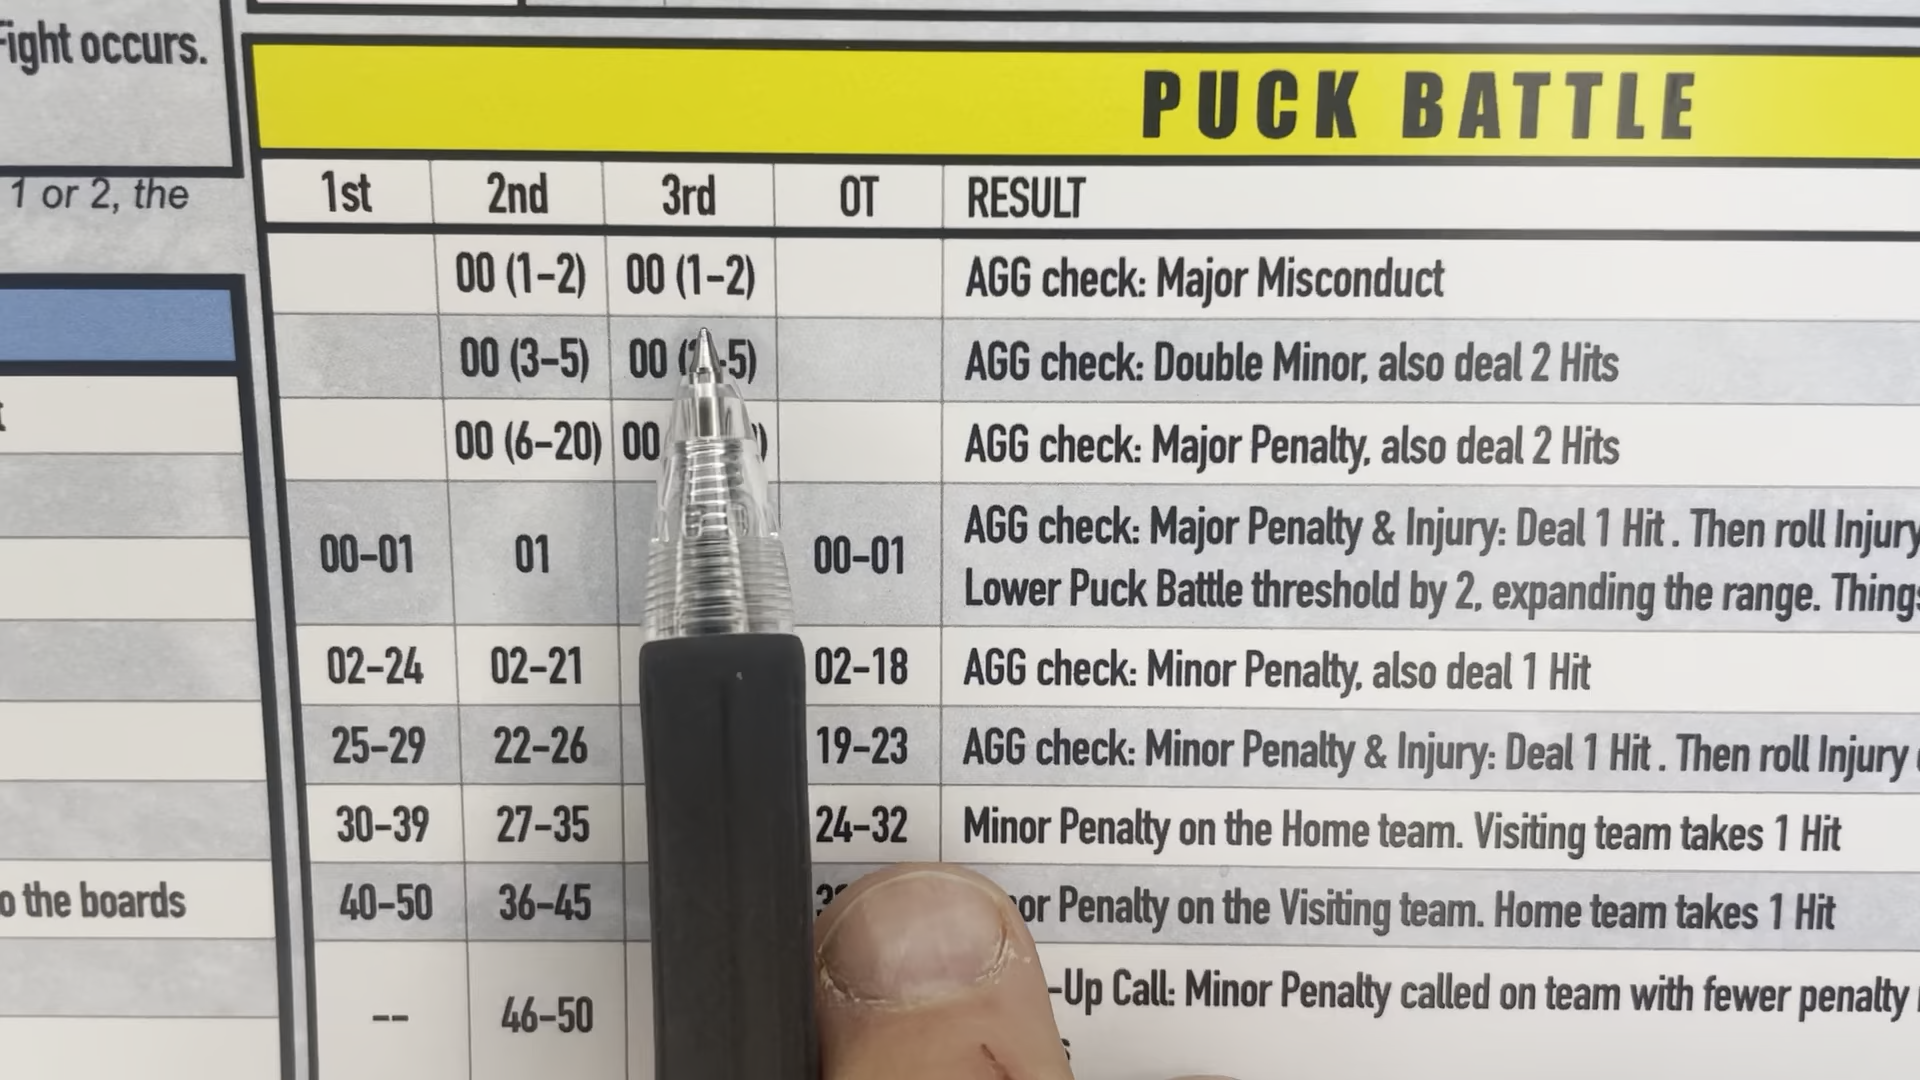 Fight occurs.
1 or 2, the
o the boards
PUCK BATTLE
1st 2nd 3rd OT RESULT
00 (1-2) 00 (1-2) AGG check: Major Misconduct
00 (3-5) 00 AGG check: Double Minor, also deal 2 Hits
00 (6-20) 00 AGG check: Major Penalty, also deal 2 Hits
00-01 01 00-01 AGG check: Major Penalty & Injury: Deal 1 Hit. Then roll Injury
Lower Puck Battle threshold by 2, expanding the range. Things
02-24 02-21 02-18 AGG check: Minor Penalty, also deal 1 Hit
25-29 22-26 19-23 AGG check: Minor Penalty & Injury: Deal 1 Hit. Then roll Injury
30-39 27-35 24-32 Minor Penalty on the Home team. Visiting team takes 1 Hit
40-50 36-45 Penalty on the Visiting team. Home team takes 1 Hit
-- 46-50 -Up Call: Minor Penalty called on team with fewer penalty